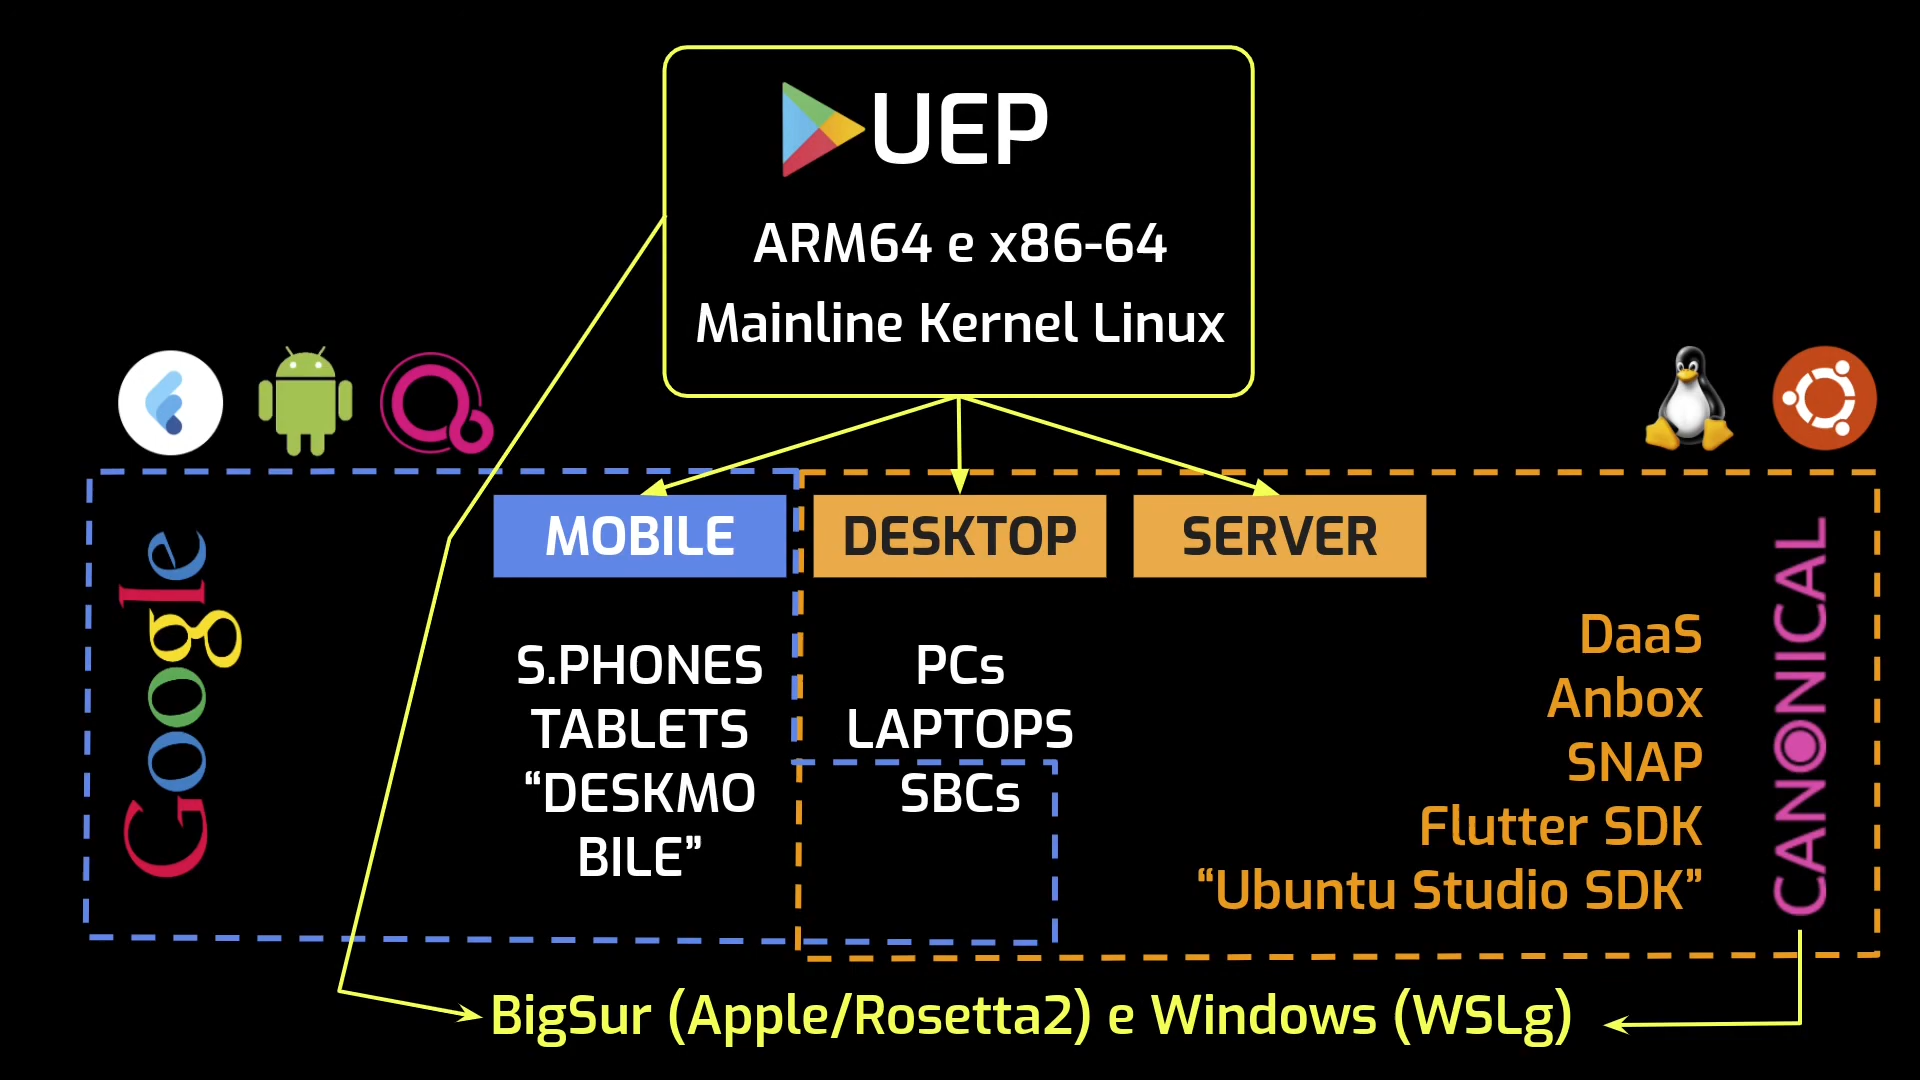 UEP
ARM64 e x86-64
Mainline Kernel Linux
Google
MOBILE
S.PHONES
TABLETS
“DESKMO
BILE”
DESKTOP
PCs
LAPTOPS
SBCs
SERVER
DaaS
Anbox
SNAP
Flutter SDK
“Ubuntu Studio SDK”
CANONICAL
BigSur (Apple/Rosetta2) e Windows (WSLg)